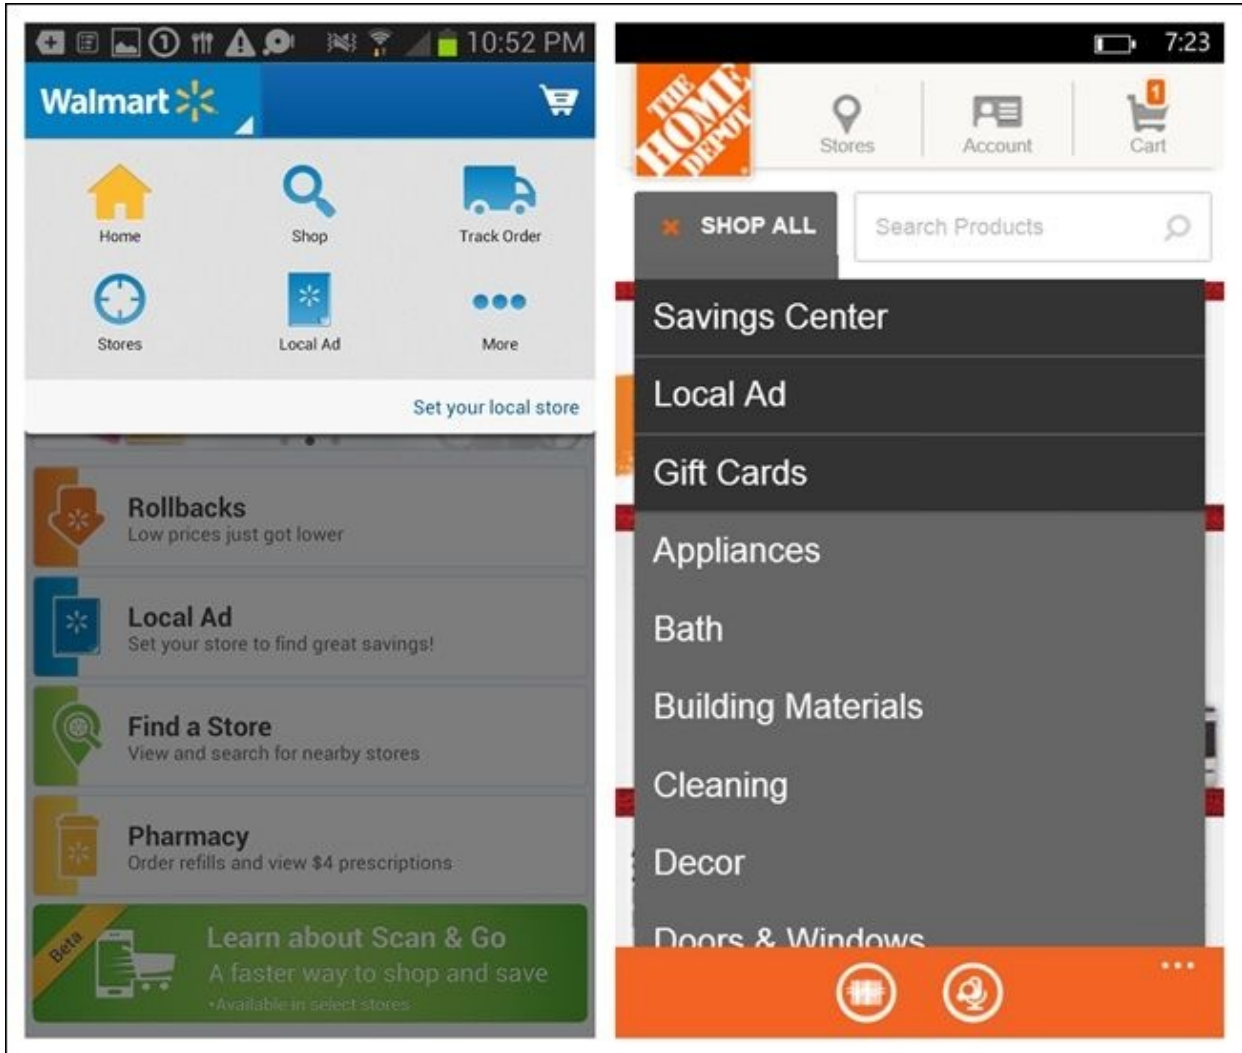 10:52 PM
Walmart
Home
Shop
Track Order
Stores
Local Ad
More
Set your local store
Rollbacks
Low prices just got lower
Local Ad
Set your store to find great savings!
Find a Store
View and search for nearby stores
Pharmacy
Order refills and view $4 prescriptions
Beta
Learn about Scan & Go
A faster way to shop and save
•Available in select stores
7:23
THE
HOME
DEPOT
Stores
Account
1
Cart
SHOP ALL
Search Products
Savings Center
Local Ad
Gift Cards
Appliances
Bath
Building Materials
Cleaning
Decor
Doors & Windows